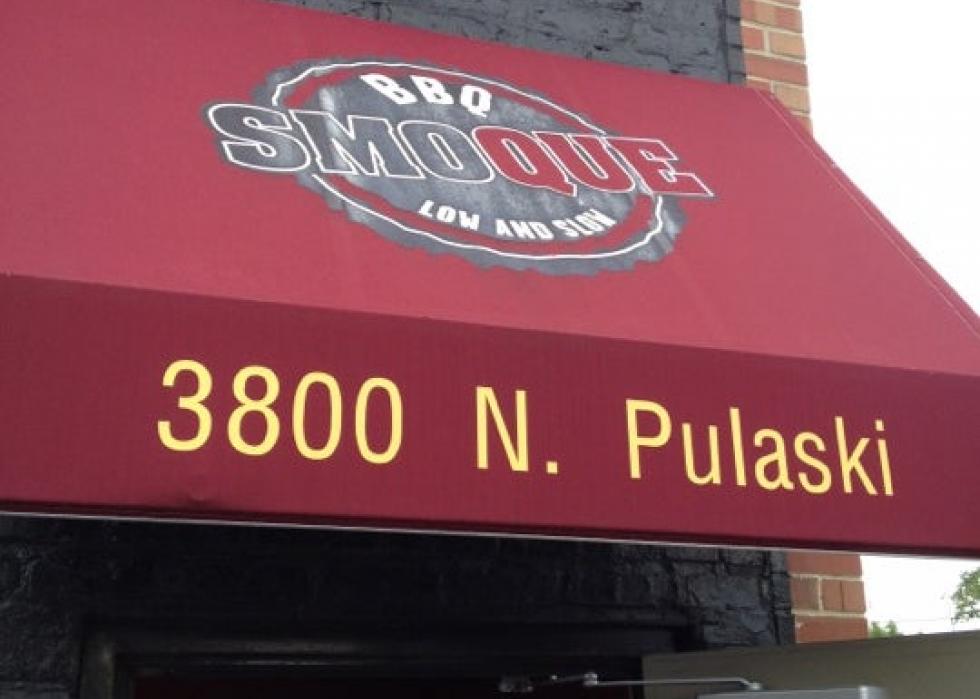 BBQ
SMOQUE
LOW AND SLOW
3800 N. Pulaski